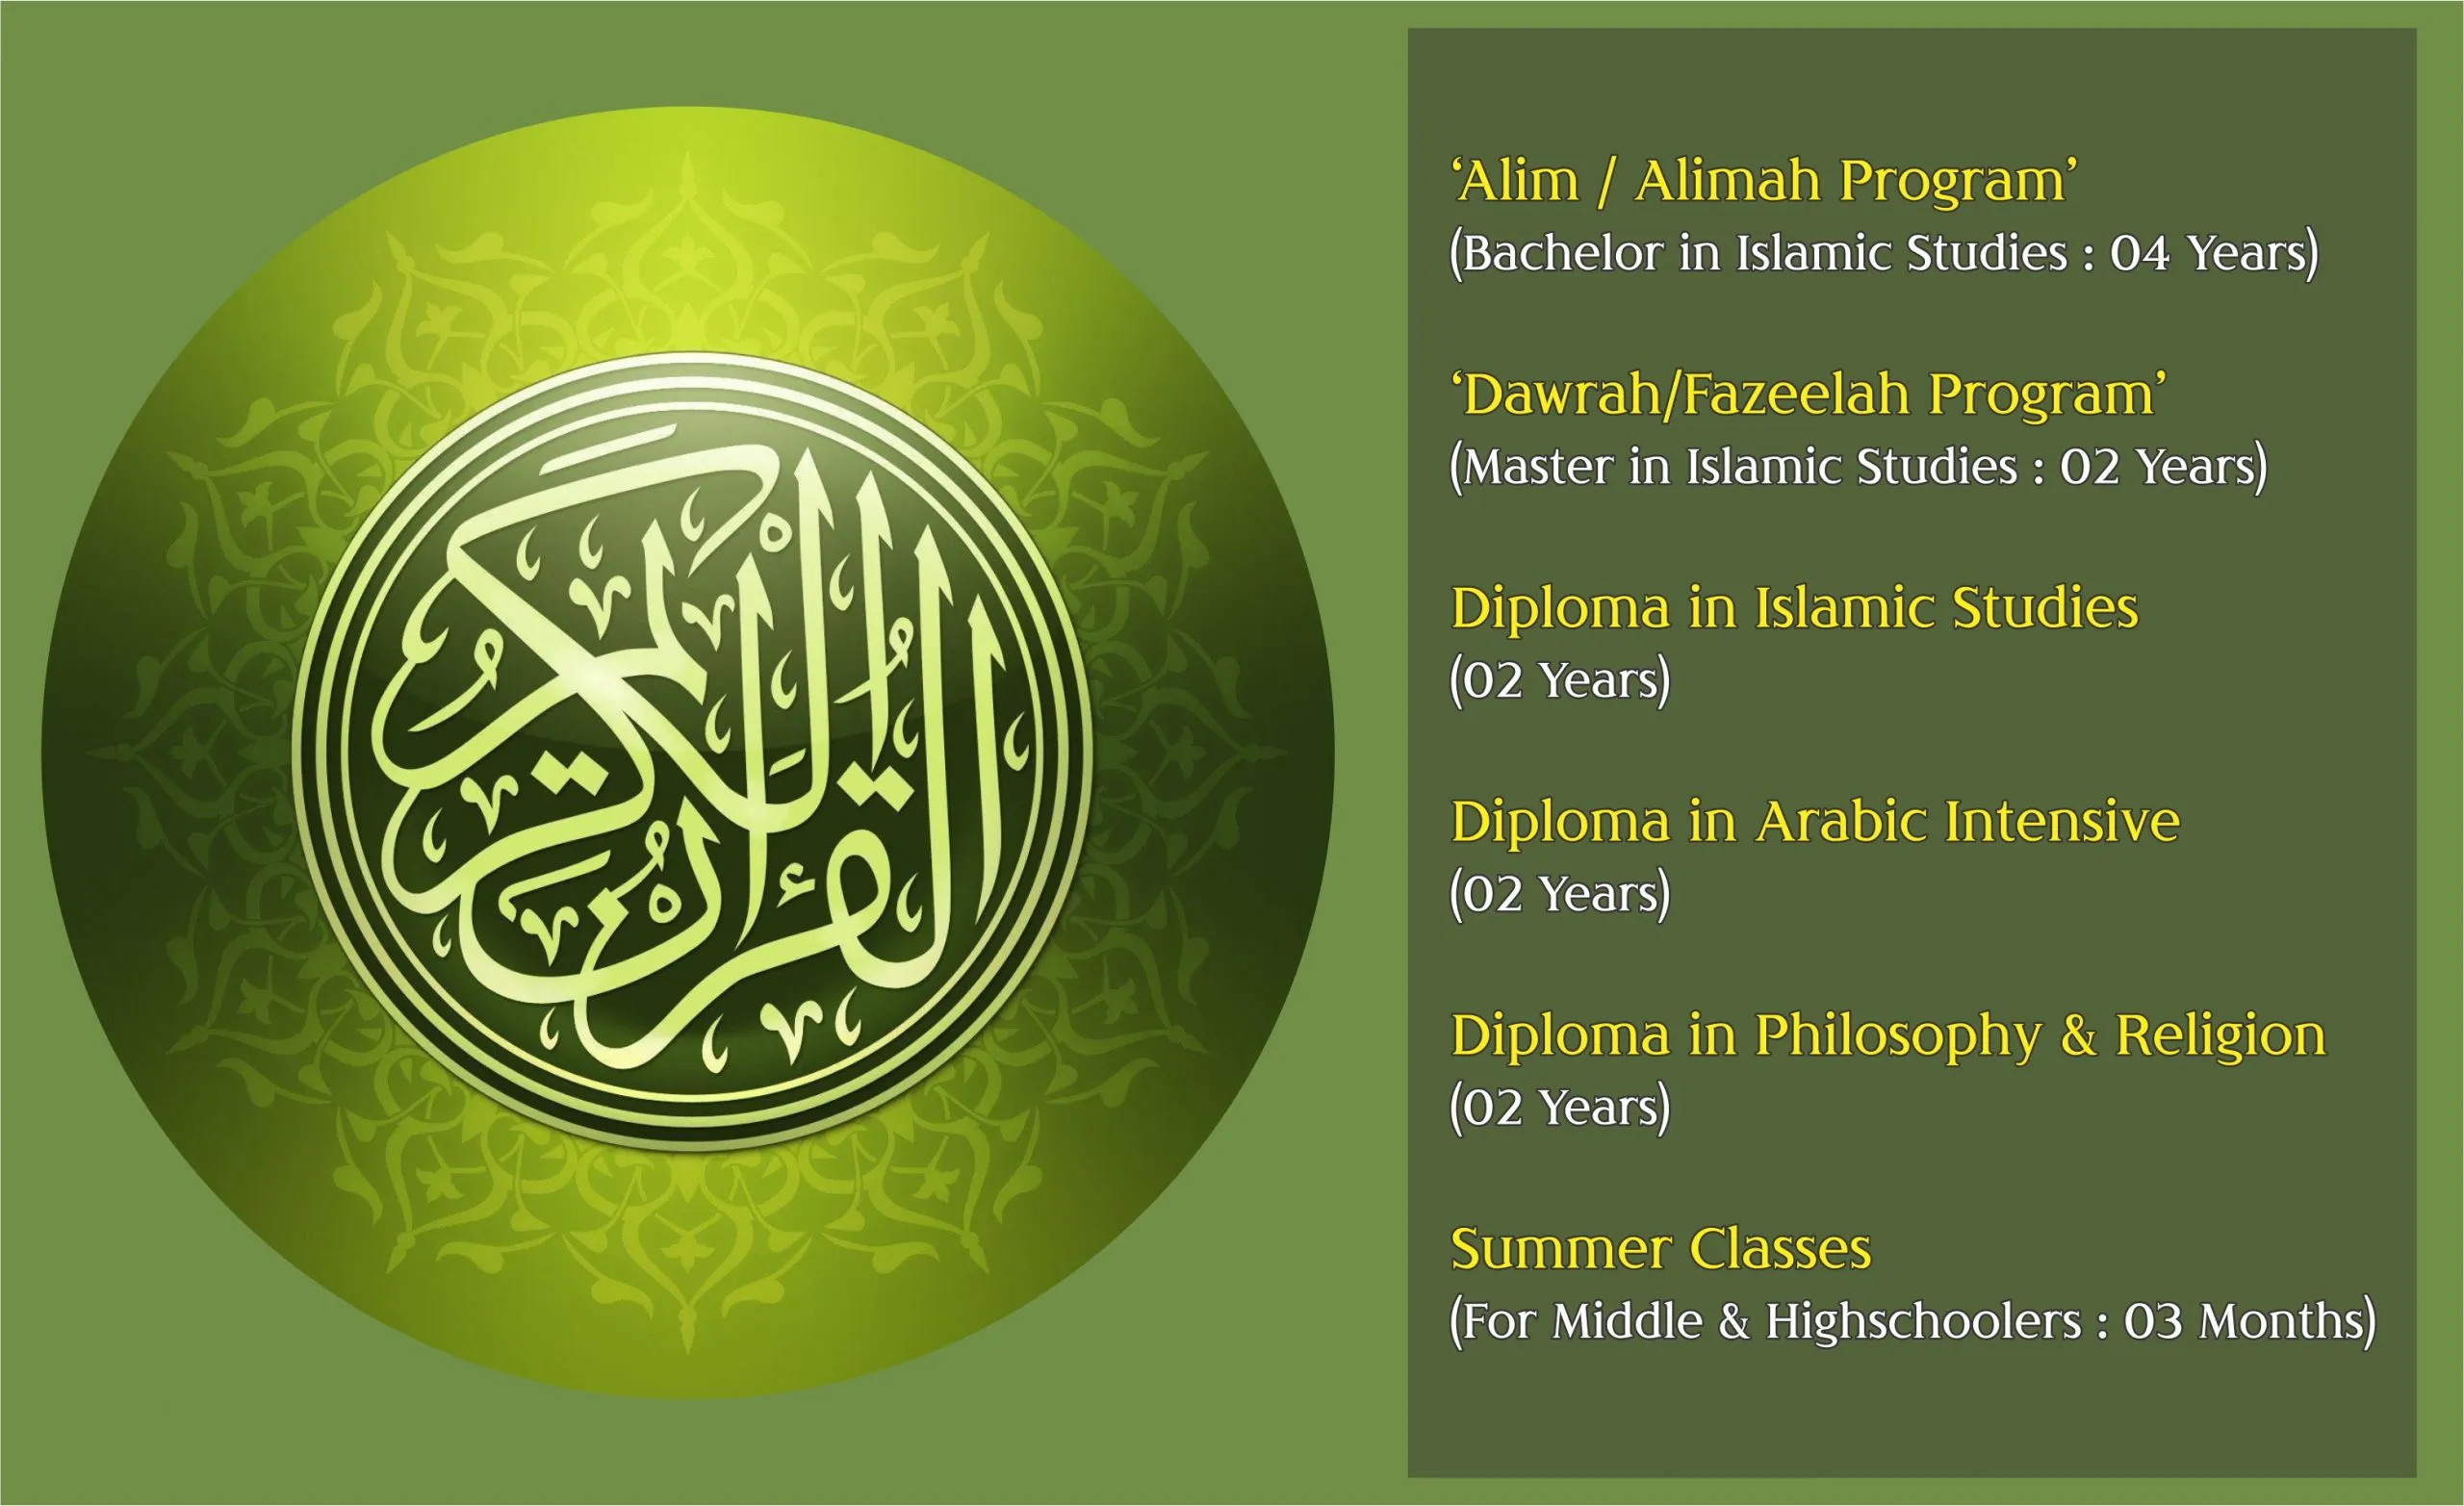 القرآن الكريم
‘Alim / Alimah Program’
(Bachelor in Islamic Studies : 04 Years)
‘Dawrah/Fazeelah Program’
(Master in Islamic Studies : 02 Years)
Diploma in Islamic Studies
(02 Years)
Diploma in Arabic Intensive
(02 Years)
Diploma in Philosophy & Religion
(02 Years)
Summer Classes
(For Middle & Highschoolers : 03 Months)